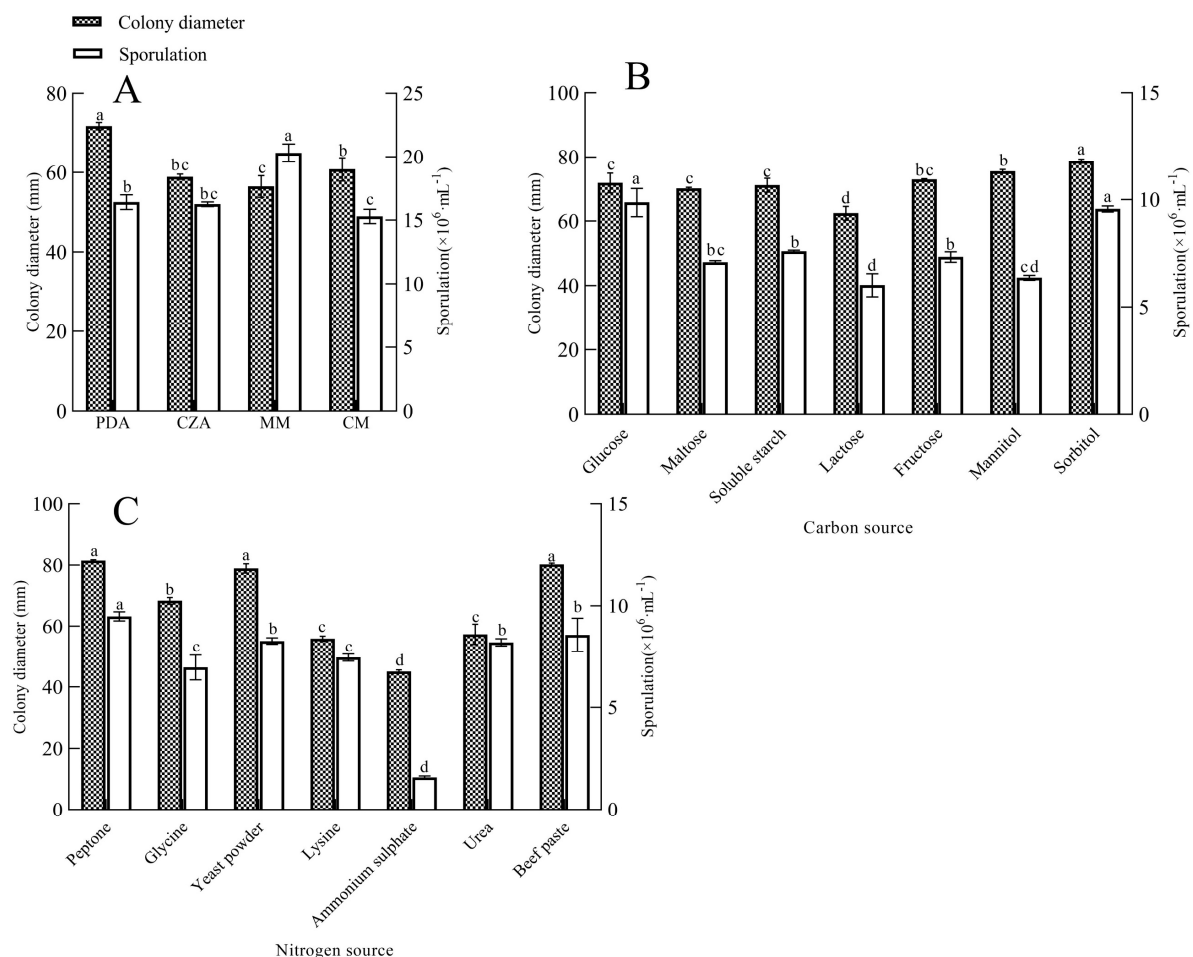 Colony diameter
Sporulation
A
80
60
40
20
0
Colony diameter (mm)
25
20
15
10
5
0
Sporulation(×10⁶·mL⁻¹)
a
b
bc
bc
c
a
b
c
PDA
CZA
MM
CM
B
100
80
60
40
20
0
Colony diameter (mm)
15
10
5
0
Sporulation(×10⁶·mL⁻¹)
c
a
c
bc
c
b
d
d
bc
b
b
cd
a
a
Glucose
Maltose
Soluble starch
Lactose
Fructose
Mannitol
Sorbitol
Carbon source
C
100
80
60
40
20
0
Colony diameter (mm)
15
10
5
0
Sporulation(×10⁶·mL⁻¹)
a
a
b
c
a
b
c
c
d
d
c
b
a
b
Peptone
Glycine
Yeast powder
Lysine
Ammonium sulphate
Urea
Beef paste
Nitrogen source